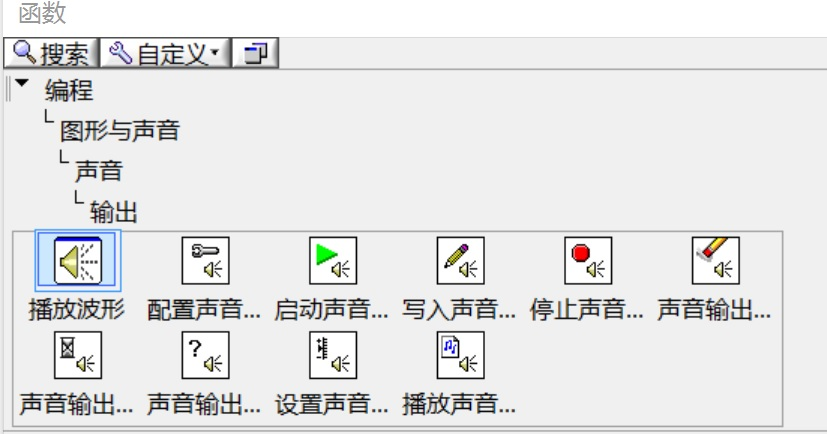 函数
搜索 自定义
编程
图形与声音
声音
输出
播放波形 配置声音... 启动声音... 写入声音... 停止声音... 声音输出...
声音输出... 声音输出... 设置声音... 播放声音...